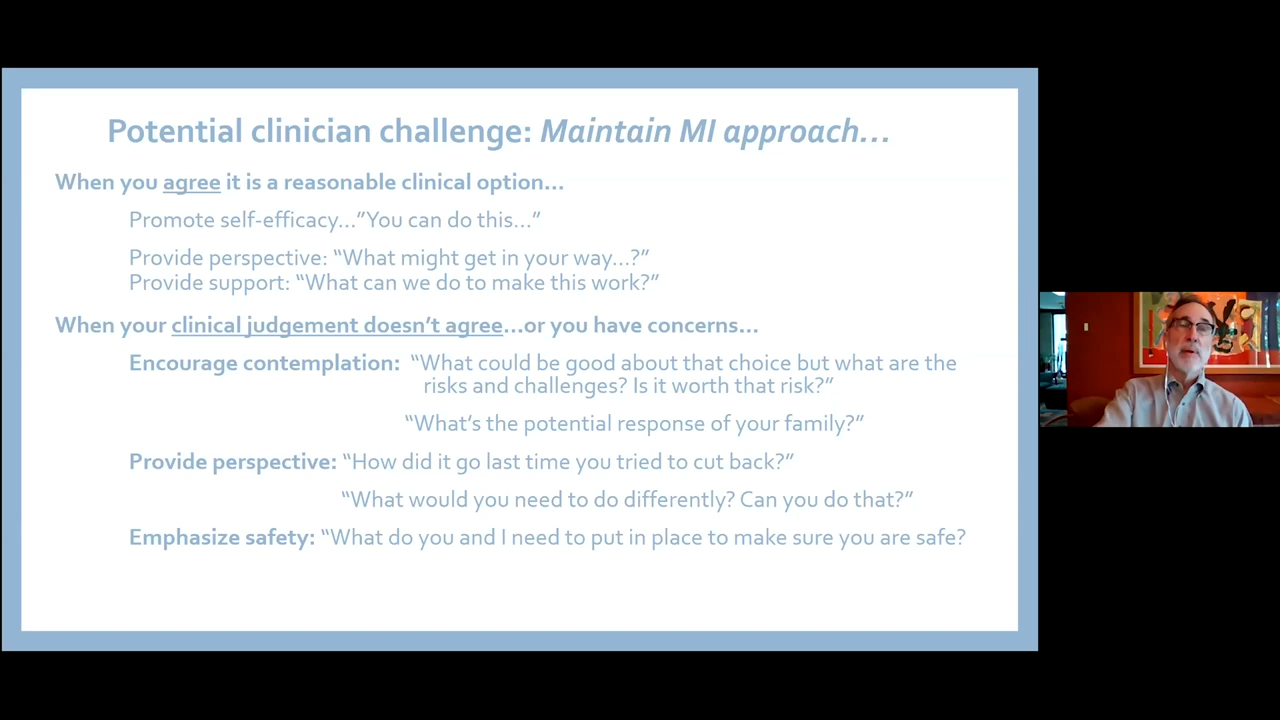 Potential clinician challenge: Maintain MI approach...
When you agree it is a reasonable clinical option...
Promote self-efficacy...”You can do this...”
Provide perspective: “What might get in your way...?”
Provide support: “What can we do to make this work?”
When your clinical judgement doesn’t agree...or you have concerns...
Encourage contemplation: “What could be good about that choice but what are the
risks and challenges? Is it worth that risk?”
“What’s the potential response of your family?”
Provide perspective: “How did it go last time you tried to cut back?”
“What would you need to do differently? Can you do that?”
Emphasize safety: “What do you and I need to put in place to make sure you are safe?